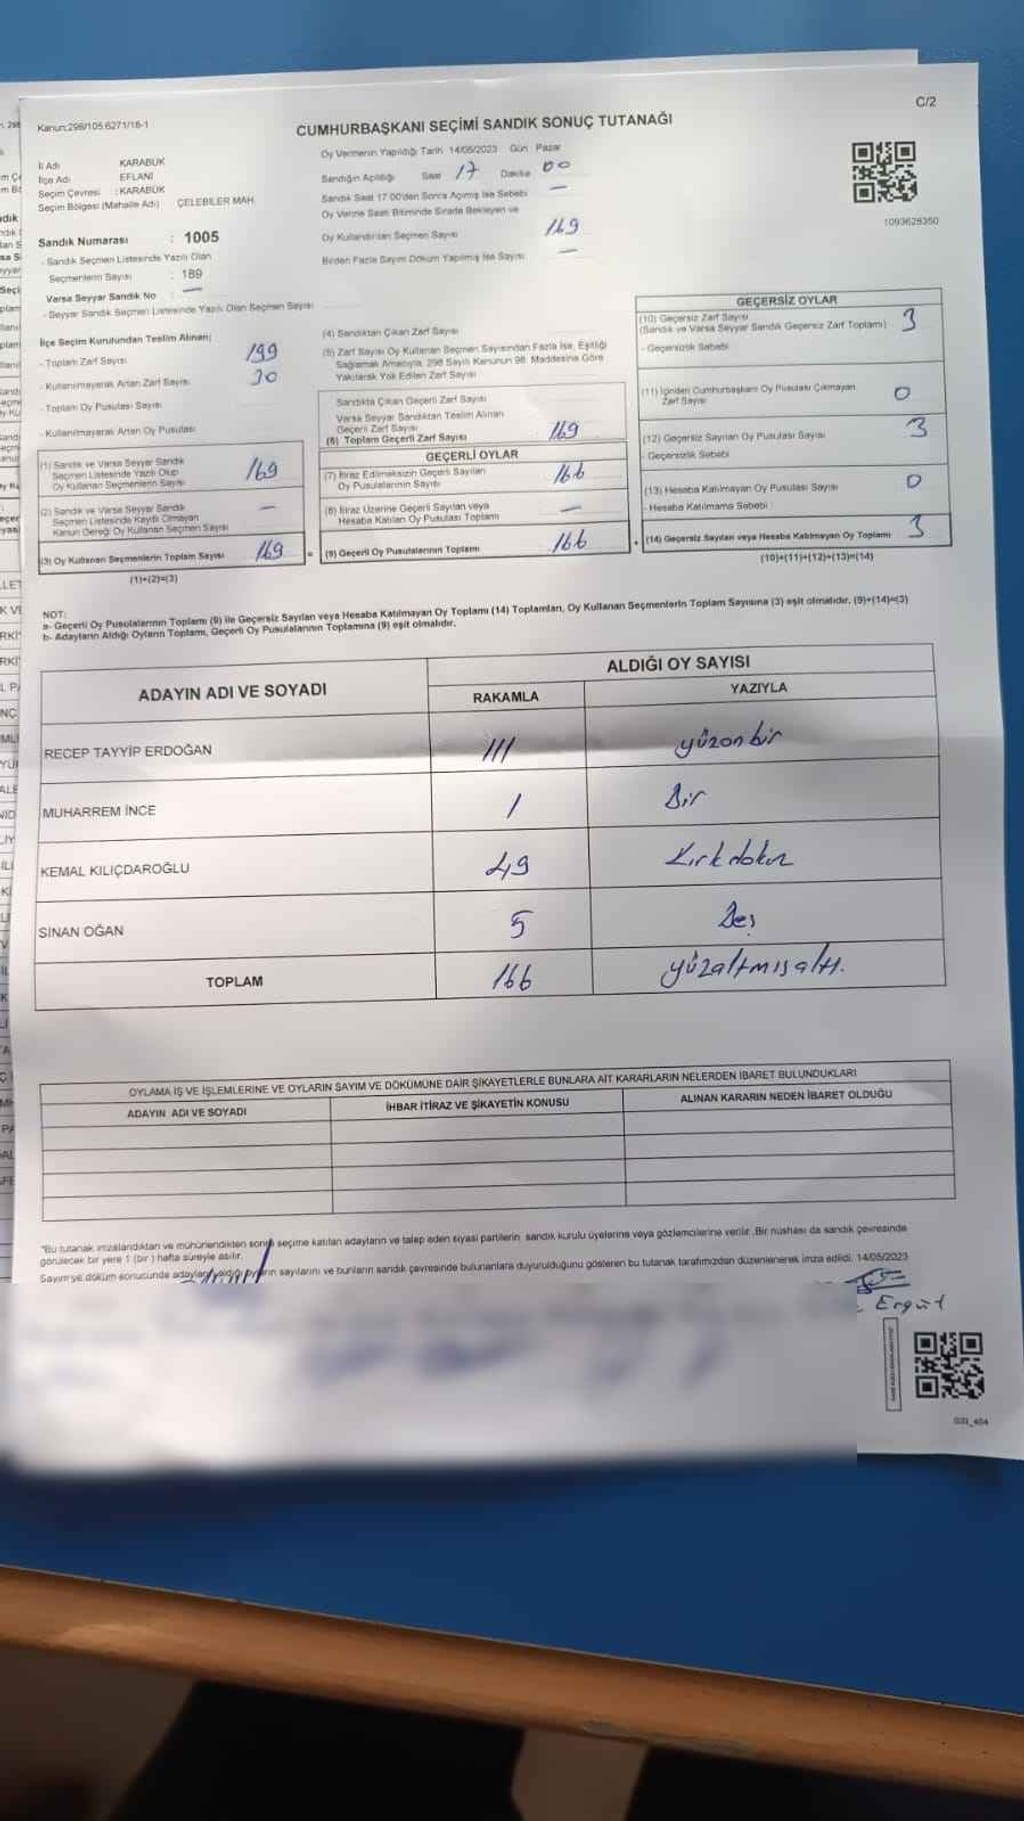 C/2
Kanun:298/105.6271/16-1
CUMHURBAŞKANI SEÇİMİ SANDIK SONUÇ TUTANAĞI
İl Adı KARABÜK
İlçe Adı EFLANİ
Seçim Çevresi : KARABÜK
Seçim Bölgesi (Mahalle Adı) ÇELEBİLER MAH.
Sandık Numarası : 1005
- Sandık Seçmen Listesinde Yazılı Olan
Seçmenlerin Sayısı : 189
Varsa Seyyar Sandık No : —
- Seyyar Sandık Seçmen Listesinde Yazılı Olan Seçmen Sayısı
Oy Vermenin Yapıldığı Tarih 14/05/2023 Gün : Pazar
Sandığın Açıldığı Saat 17 Dakika 00
Sandık Saat 17:00'den Sonra Açılmış İse Sebebi —
Oy Verme Saati Bitiminde Sırada Bekleyen ve
Oy Kullandırılan Seçmen Sayısı 169
Birden Fazla Sayım Döküm Yapılmış İse Sayısı —
1093629350
İlçe Seçim Kurulundan Teslim Alınan;
- Toplam Zarf Sayısı 199
- Kullanılmayarak Artan Zarf Sayısı 30
- Toplam Oy Pusulası Sayısı
- Kullanılmayarak Artan Oy Pusulası
(1) Sandık ve Varsa Seyyar Sandık
Seçmen Listesinde Yazılı Olup
Oy Kullanan Seçmenlerin Sayısı 169
(2) Sandık ve Varsa Seyyar Sandık
Seçmen Listesinde Kayıtlı Olmayan
Kanun Gereği Oy Kullanan Seçmen Sayısı —
(3) Oy Kullanan Seçmenlerin Toplam Sayısı 169
(1)+(2)=(3)
(4) Sandıktan Çıkan Zarf Sayısı
(5) Zarf Sayısı Oy Kullanan Seçmen Sayısından Fazla İse, Eşitliği
Sağlamak Amacıyla, 298 Sayılı Kanunun 98. Maddesine Göre
Yakılarak Yok Edilen Zarf Sayısı
Sandıkta Çıkan Geçerli Zarf Sayısı
Varsa Seyyar Sandıktan Teslim Alınan
Geçerli Zarf Sayısı
(6) Toplam Geçerli Zarf Sayısı 169
GEÇERLİ OYLAR
(7) İtiraz Edilmeksizin Geçerli Sayılan
Oy Pusulalarının Sayısı 166
(8) İtiraz Üzerine Geçerli Sayılan veya
Hesaba Katılan Oy Pusulası Toplamı —
= (9) Geçerli Oy Pusulalarının Toplamı 166
GEÇERSİZ OYLAR
(10) Geçersiz Zarf Sayısı
(Sandık ve Varsa Seyyar Sandık Geçersiz Zarf Toplamı) 3
- Geçersizlik Sebebi
(11) İçinden Cumhurbaşkanı Oy Pusulası Çıkmayan
Zarf Sayısı 0
(12) Geçersiz Sayılan Oy Pusulası Sayısı 3
- Geçersizlik Sebebi
(13) Hesaba Katılmayan Oy Pusulası Sayısı 0
- Hesaba Katılmama Sebebi
+ (14) Geçersiz Sayılan veya Hesaba Katılmayan Oy Toplamı 3
(10)+(11)+(12)+(13)=(14)
NOT:
a- Geçerli Oy Pusulalarının Toplamı (9) ile Geçersiz Sayılan veya Hesaba Katılmayan Oy Toplamı (14) Toplamları, Oy Kullanan Seçmenlerin Toplam Sayısına (3) eşit olmalıdır. (9)+(14)=(3)
b- Adayların Aldığı Oyların Toplamı, Geçerli Oy Pusulalarının Toplamına (9) eşit olmalıdır.
ADAYIN ADI VE SOYADI
ALDIĞI OY SAYISI
RAKAMLA YAZIYLA
RECEP TAYYİP ERDOĞAN 111 yüzonbir
MUHARREM İNCE 1 Bir
KEMAL KILIÇDAROĞLU 49 Kırkdokuz
SİNAN OĞAN 5 Beş
TOPLAM 166 yüzaltmışaltı.
OYLAMA İŞ VE İŞLEMLERİNE VE OYLARIN SAYIM VE DÖKÜMÜNE DAİR ŞİKAYETLERLE BUNLARA AİT KARARLARIN NELERDEN İBARET BULUNDUKLARI
ADAYIN ADI VE SOYADI İHBAR İTİRAZ VE ŞİKAYETİN KONUSU ALINAN KARARIN NEDEN İBARET OLDUĞU
"Bu tutanak imzalandıktan ve mühürlendikten sonra seçime katılan adayların ve talep eden siyasi partilerin sandık kurulu üyelerine veya gözlemcilerine verilir. Bir nüshası da sandık çevresinde
görülecek bir yere 1 (bir) hafta süreyle asılır.
Sayım ve döküm sonucunda adayların aldığı oyların sayılarını ve bunların sandık çevresinde bulunanlara duyurulduğunu gösteren bu tutanak tarafımızdan düzenlenerek imza edildi. 14/05/2023
Ergüt